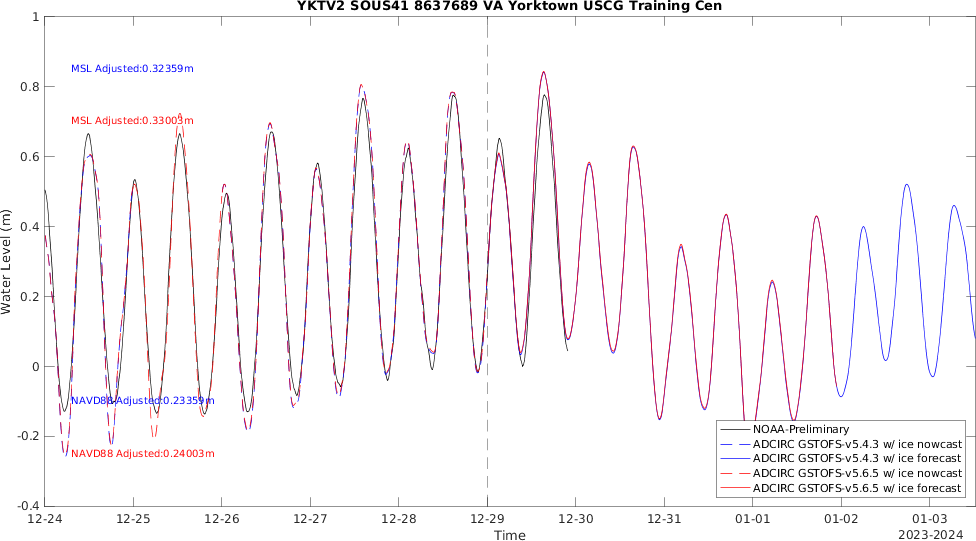 YKTV2 SOUS41 8637689 VA Yorktown USCG Training Cen
1
0.8
0.6
0.4
0.2
0
-0.2
-0.4
Water Level (m)
MSL Adjusted:0.32359m
MSL Adjusted:0.33003m
NAVD88 Adjusted:0.23359m
NAVD88 Adjusted:0.24003m
NOAA-Preliminary
ADCIRC GSTOFS-v5.4.3 w/ ice nowcast
ADCIRC GSTOFS-v5.4.3 w/ ice forecast
ADCIRC GSTOFS-v5.6.5 w/ ice nowcast
ADCIRC GSTOFS-v5.6.5 w/ ice forecast
12-24 12-25 12-26 12-27 12-28 12-29 12-30 12-31 01-01 01-02 01-03
Time
2023-2024